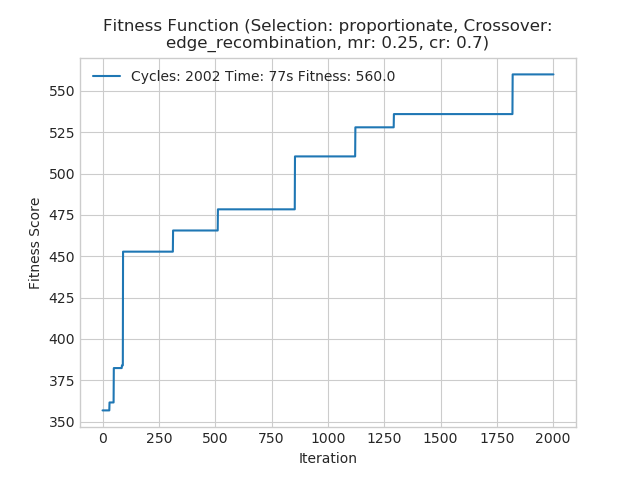 Fitness Function (Selection: proportionate, Crossover:
edge_recombination, mr: 0.25, cr: 0.7)
Cycles: 2002 Time: 77s Fitness: 560.0
Fitness Score
550
525
500
475
450
425
400
375
350
0 250 500 750 1000 1250 1500 1750 2000
Iteration